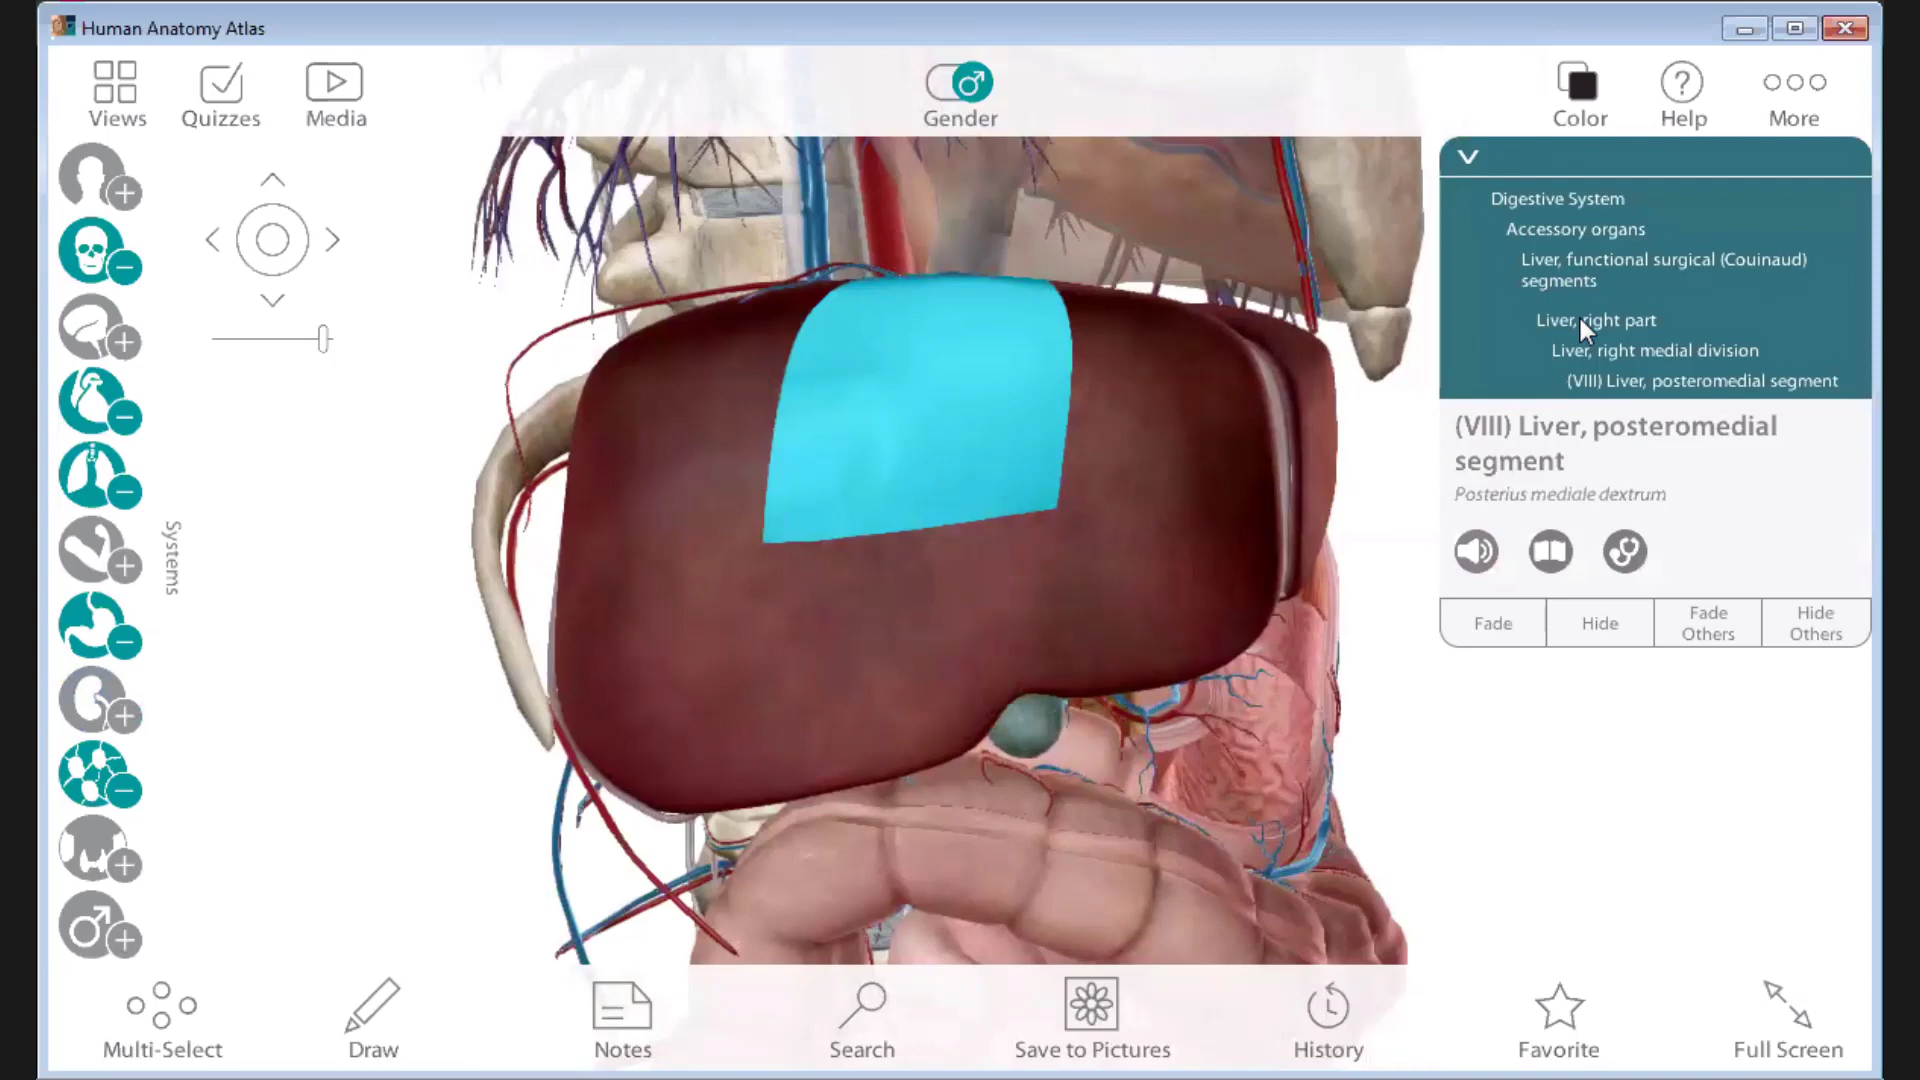 Human Anatomy Atlas
Views
Quizzes
Media
Gender
Color
Help
More
Systems
Digestive System
Accessory organs
Liver, functional surgical (Couinaud)
segments
Liver, right part
Liver, right medial division
(VIII) Liver, posteromedial segment
(VIII) Liver, posteromedial
segment
Posterius mediale dextrum
Fade
Hide
Fade
Others
Hide
Others
Multi-Select
Draw
Notes
Search
Save to Pictures
History
Favorite
Full Screen